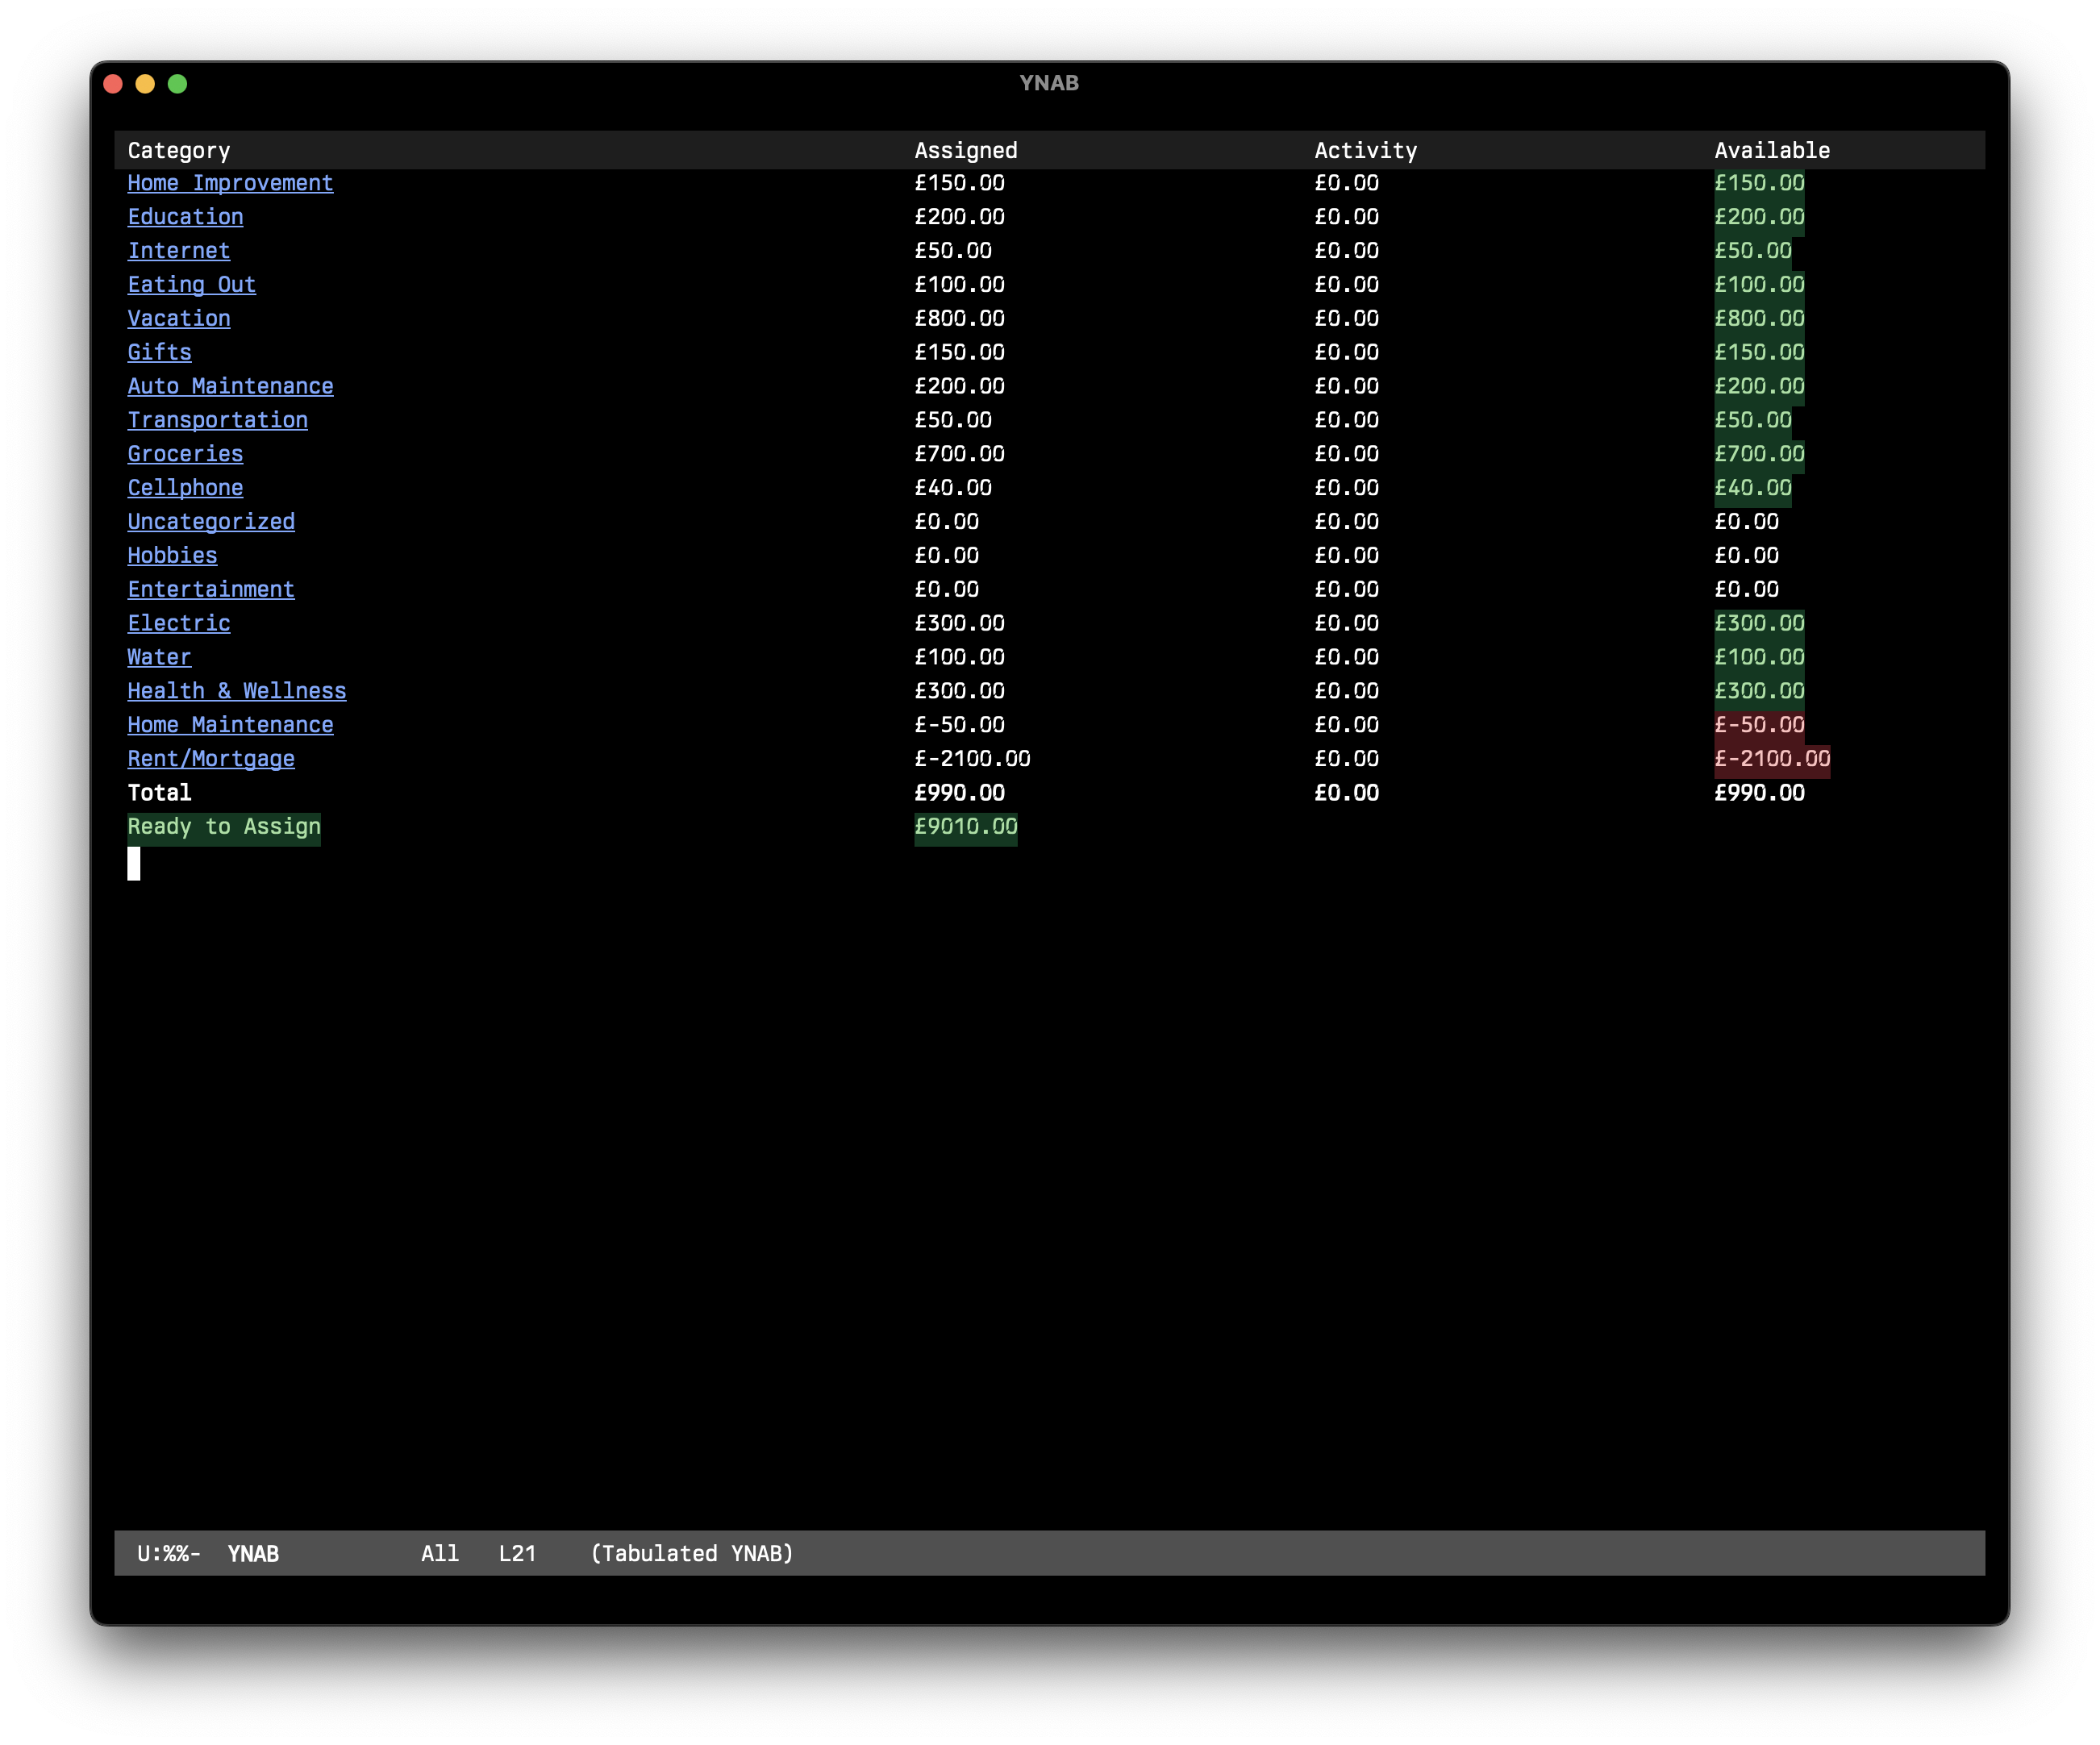 YNAB
Category Assigned Activity Available
Home Improvement £150.00 £0.00 £150.00
Education £200.00 £0.00 £200.00
Internet £50.00 £0.00 £50.00
Eating Out £100.00 £0.00 £100.00
Vacation £800.00 £0.00 £800.00
Gifts £150.00 £0.00 £150.00
Auto Maintenance £200.00 £0.00 £200.00
Transportation £50.00 £0.00 £50.00
Groceries £700.00 £0.00 £700.00
Cellphone £40.00 £0.00 £40.00
Uncategorized £0.00 £0.00 £0.00
Hobbies £0.00 £0.00 £0.00
Entertainment £0.00 £0.00 £0.00
Electric £300.00 £0.00 £300.00
Water £100.00 £0.00 £100.00
Health & Wellness £300.00 £0.00 £300.00
Home Maintenance £-50.00 £0.00 £-50.00
Rent/Mortgage £-2100.00 £0.00 £-2100.00
Total £990.00 £0.00 £990.00
Ready to Assign £9010.00
U:%%- YNAB All L21 (Tabulated YNAB)